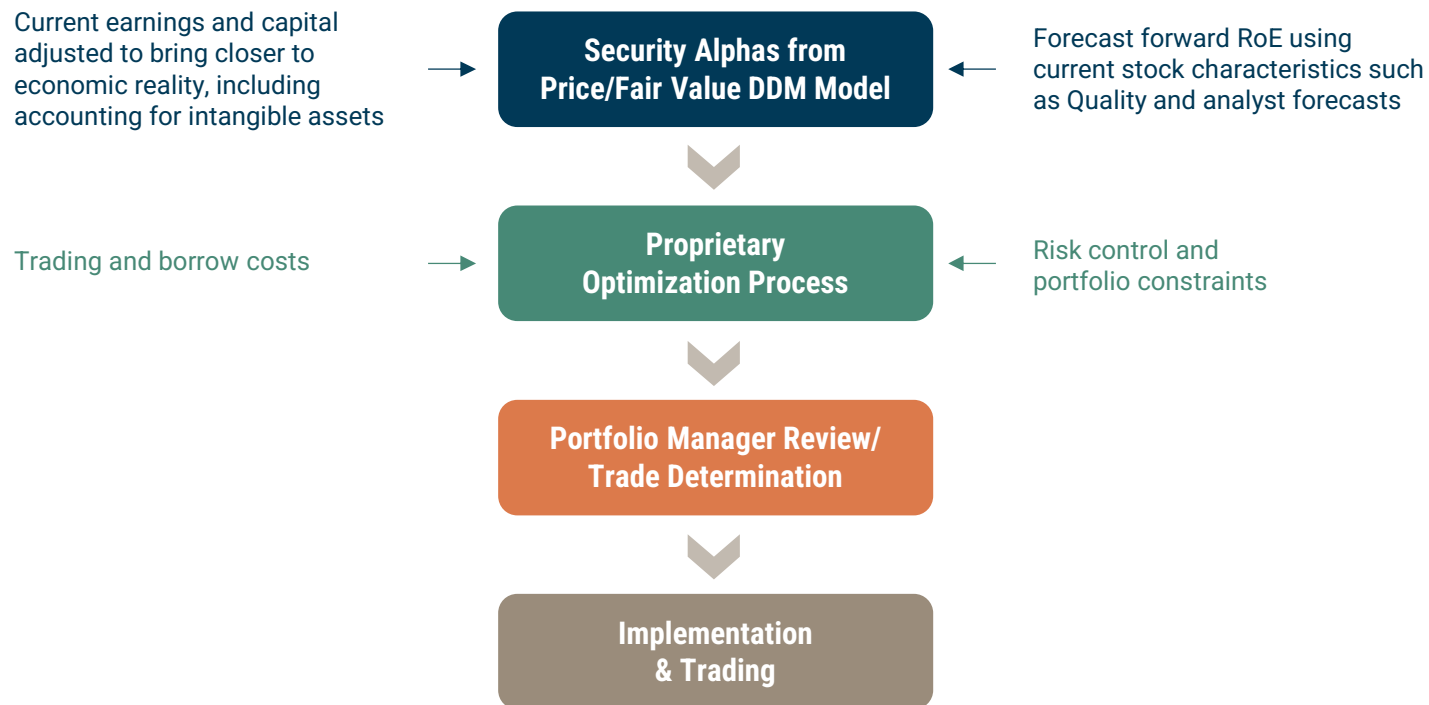 Current earnings and capital
adjusted to bring closer to
economic reality, including
accounting for intangible assets
Security Alphas from
Price/Fair Value DDM Model
Forecast forward RoE using
current stock characteristics such
as Quality and analyst forecasts
Trading and borrow costs
Proprietary
Optimization Process
Risk control and
portfolio constraints
Portfolio Manager Review/
Trade Determination
Implementation
& Trading